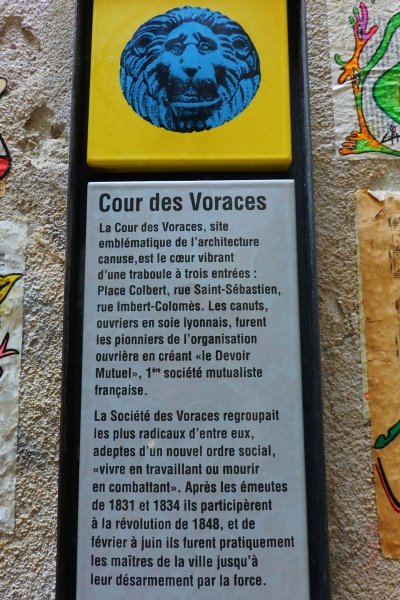 Cour des Voraces
La Cour des Voraces, site
emblématique de l'architecture
canuse,est le cœur vibrant
d'une traboule à trois entrées :
Place Colbert, rue Saint-Sébastien,
rue Imbert-Colomès. Les canuts,
ouvriers en soie lyonnais, furent
les pionniers de l'organisation
ouvrière en créant «le Devoir
Mutuel», 1ère société mutualiste
française.
La Société des Voraces regroupait
les plus radicaux d'entre eux,
adeptes d'un nouvel ordre social,
«vivre en travaillant ou mourir
en combattant». Après les émeutes
de 1831 et 1834 ils participèrent
à la révolution de 1848, et de
février à juin ils furent pratiquement
les maîtres de la ville jusqu'à
leur désarmement par la force.